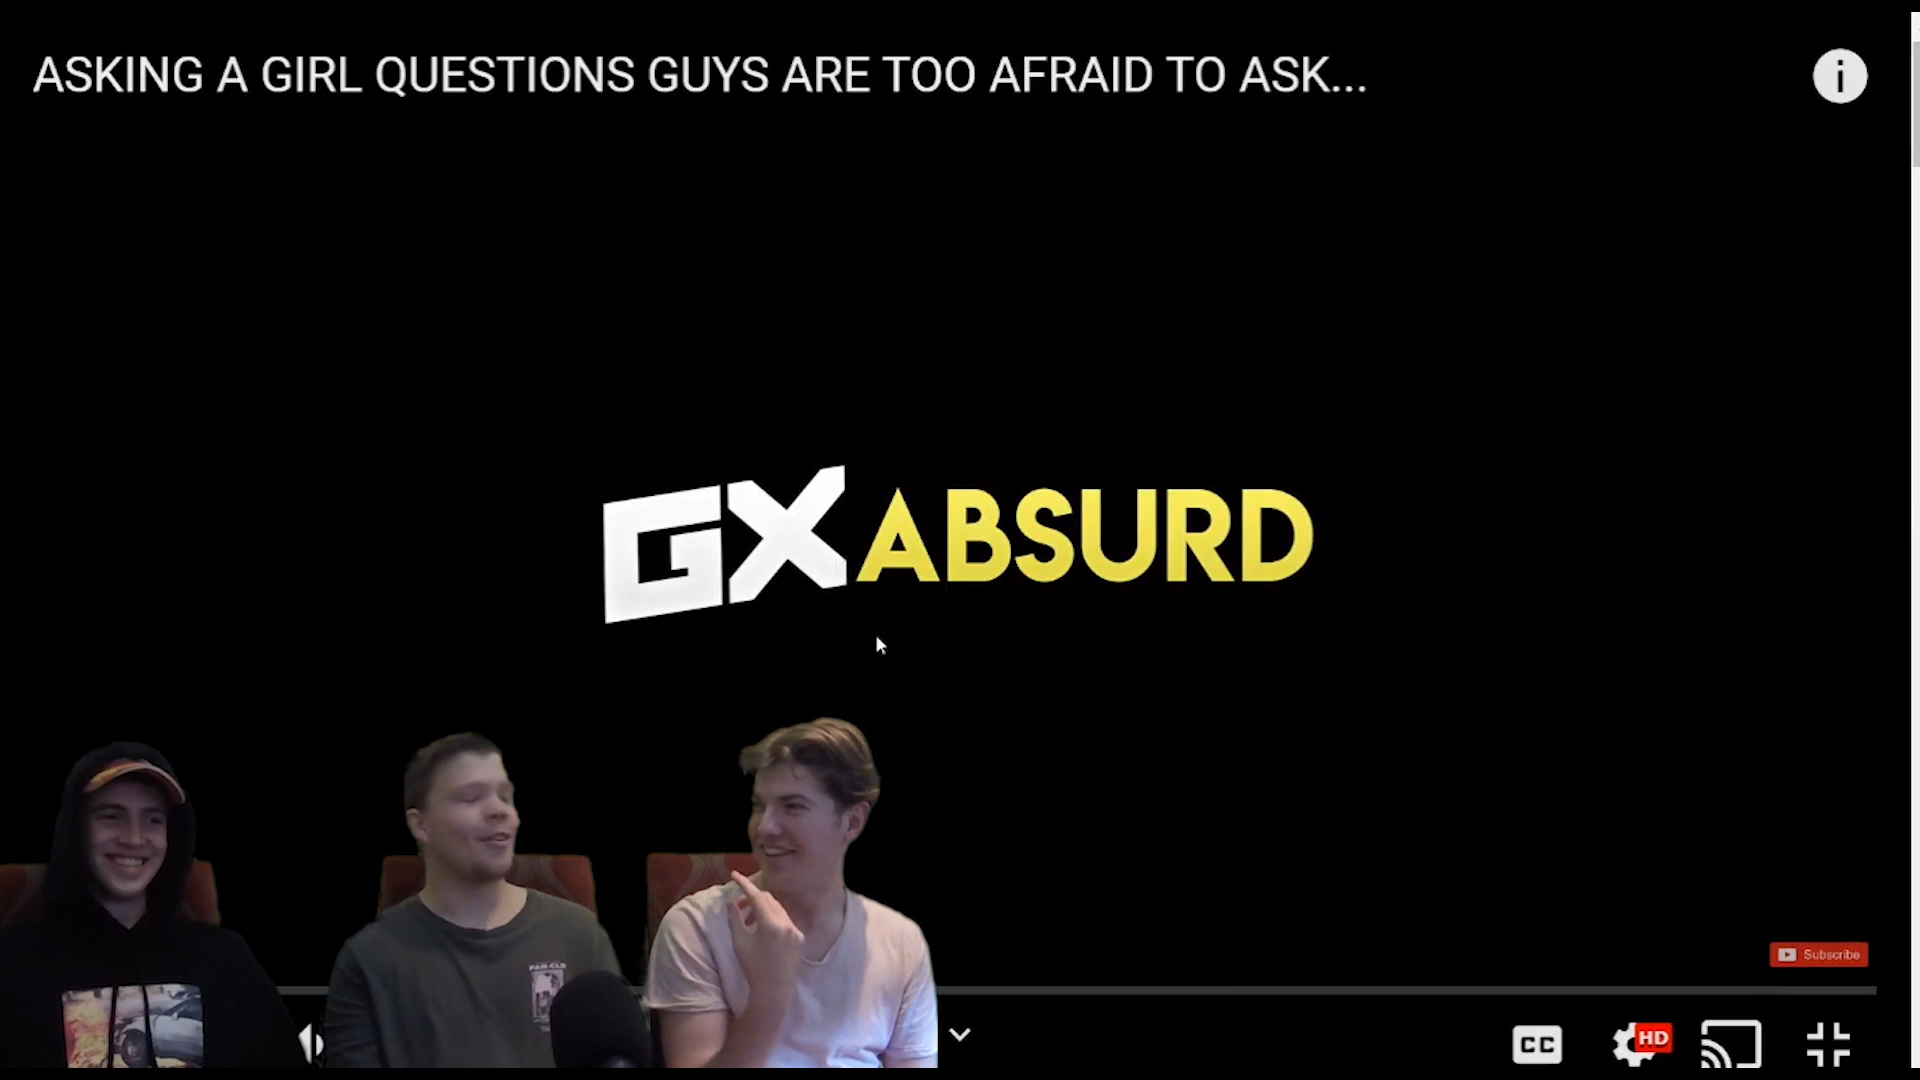 ASKING A GIRL QUESTIONS GUYS ARE TOO AFRAID TO ASK...
i
GX ABSURD
Subscribe
CC
HD